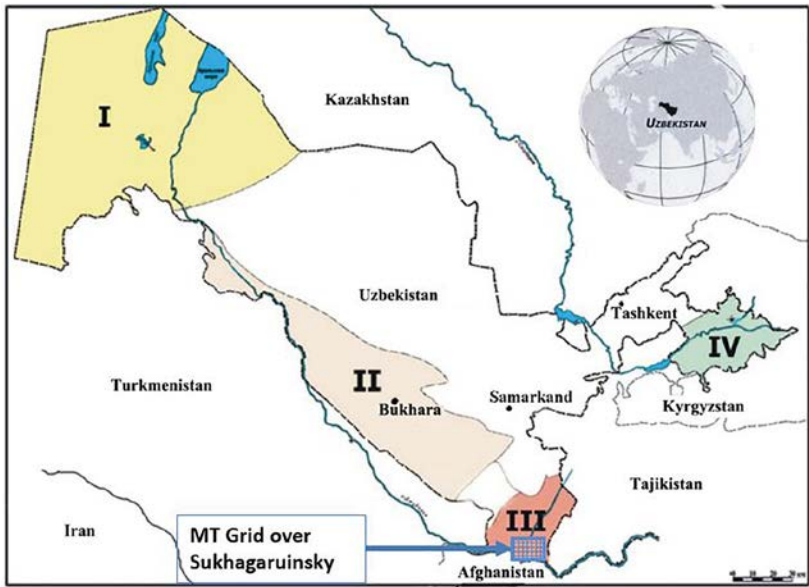 Kazakhstan
UZBEKISTAN
I
Uzbekistan
Tashkent
IV
Turkmenistan
II
Bukhara
Samarkand
Kyrgyzstan
Tajikistan
III
Iran
MT Grid over
Sukhagaruinsky
Afghanistan